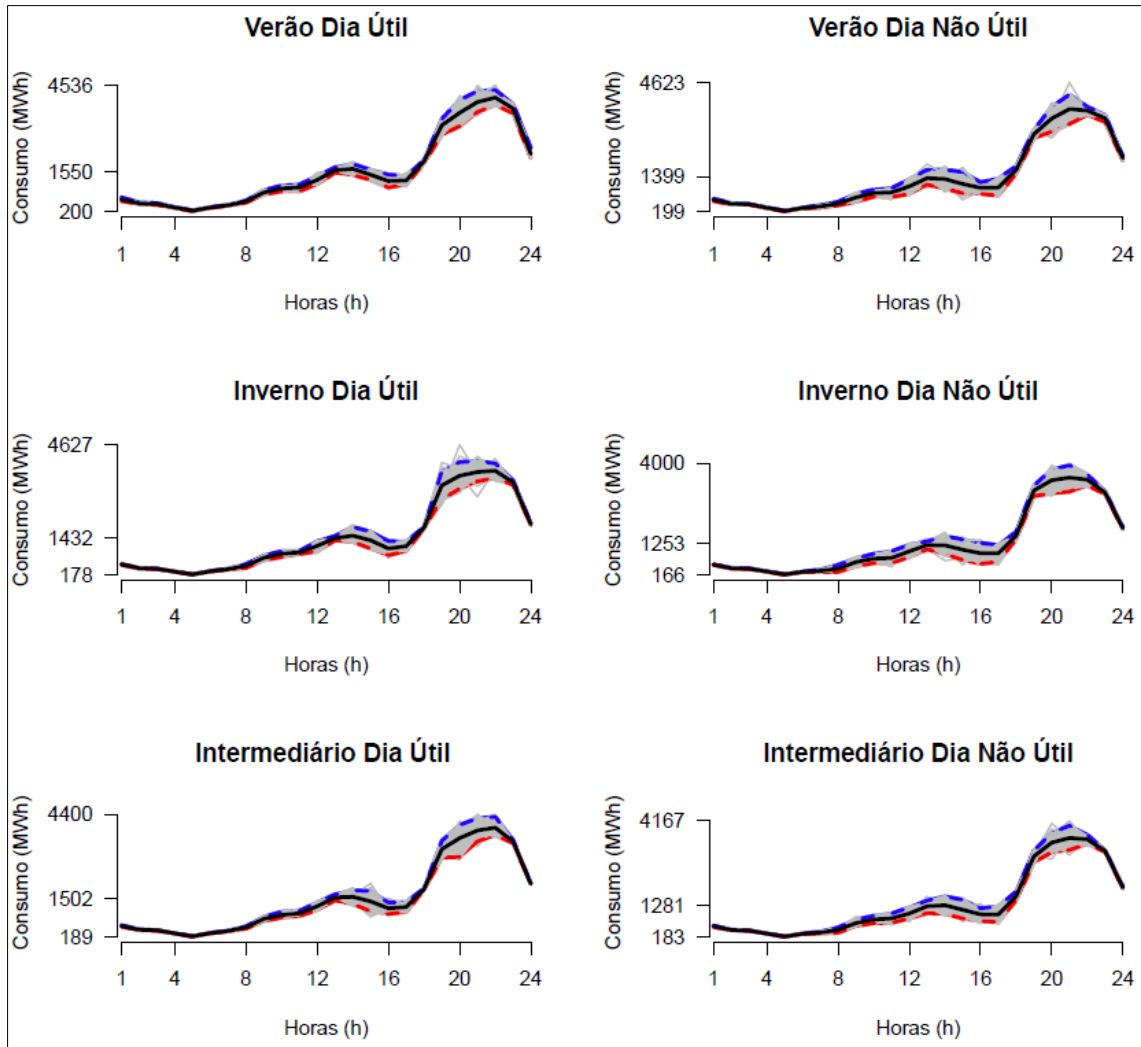 Verão Dia Útil
Consumo (MWh)
4536
1550
200
1 4 8 12 16 20 24
Horas (h)
Verão Dia Não Útil
Consumo (MWh)
4623
1399
199
1 4 8 12 16 20 24
Horas (h)
Inverno Dia Útil
Consumo (MWh)
4627
1432
178
1 4 8 12 16 20 24
Horas (h)
Inverno Dia Não Útil
Consumo (MWh)
4000
1253
166
1 4 8 12 16 20 24
Horas (h)
Intermediário Dia Útil
Consumo (MWh)
4400
1502
189
1 4 8 12 16 20 24
Horas (h)
Intermediário Dia Não Útil
Consumo (MWh)
4167
1281
183
1 4 8 12 16 20 24
Horas (h)